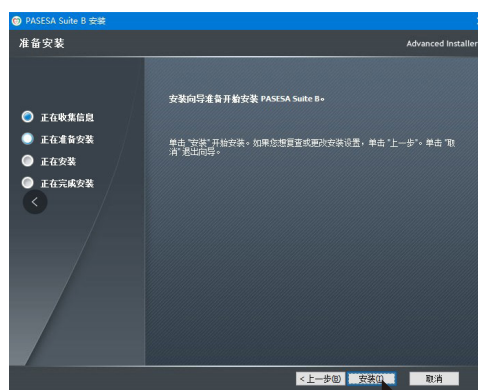 PASESA Suite B 安装
准备安装
Advanced Installer
安装向导准备开始安装 PASESA Suite B。
正在收集信息
正在准备安装
正在安装
正在完成安装
单击 "安装" 开始安装。如果您想复查或更改安装设置，单击 "上一步"。单击 "取
消" 退出向导。
< 上一步(B)
安装(I)
取消